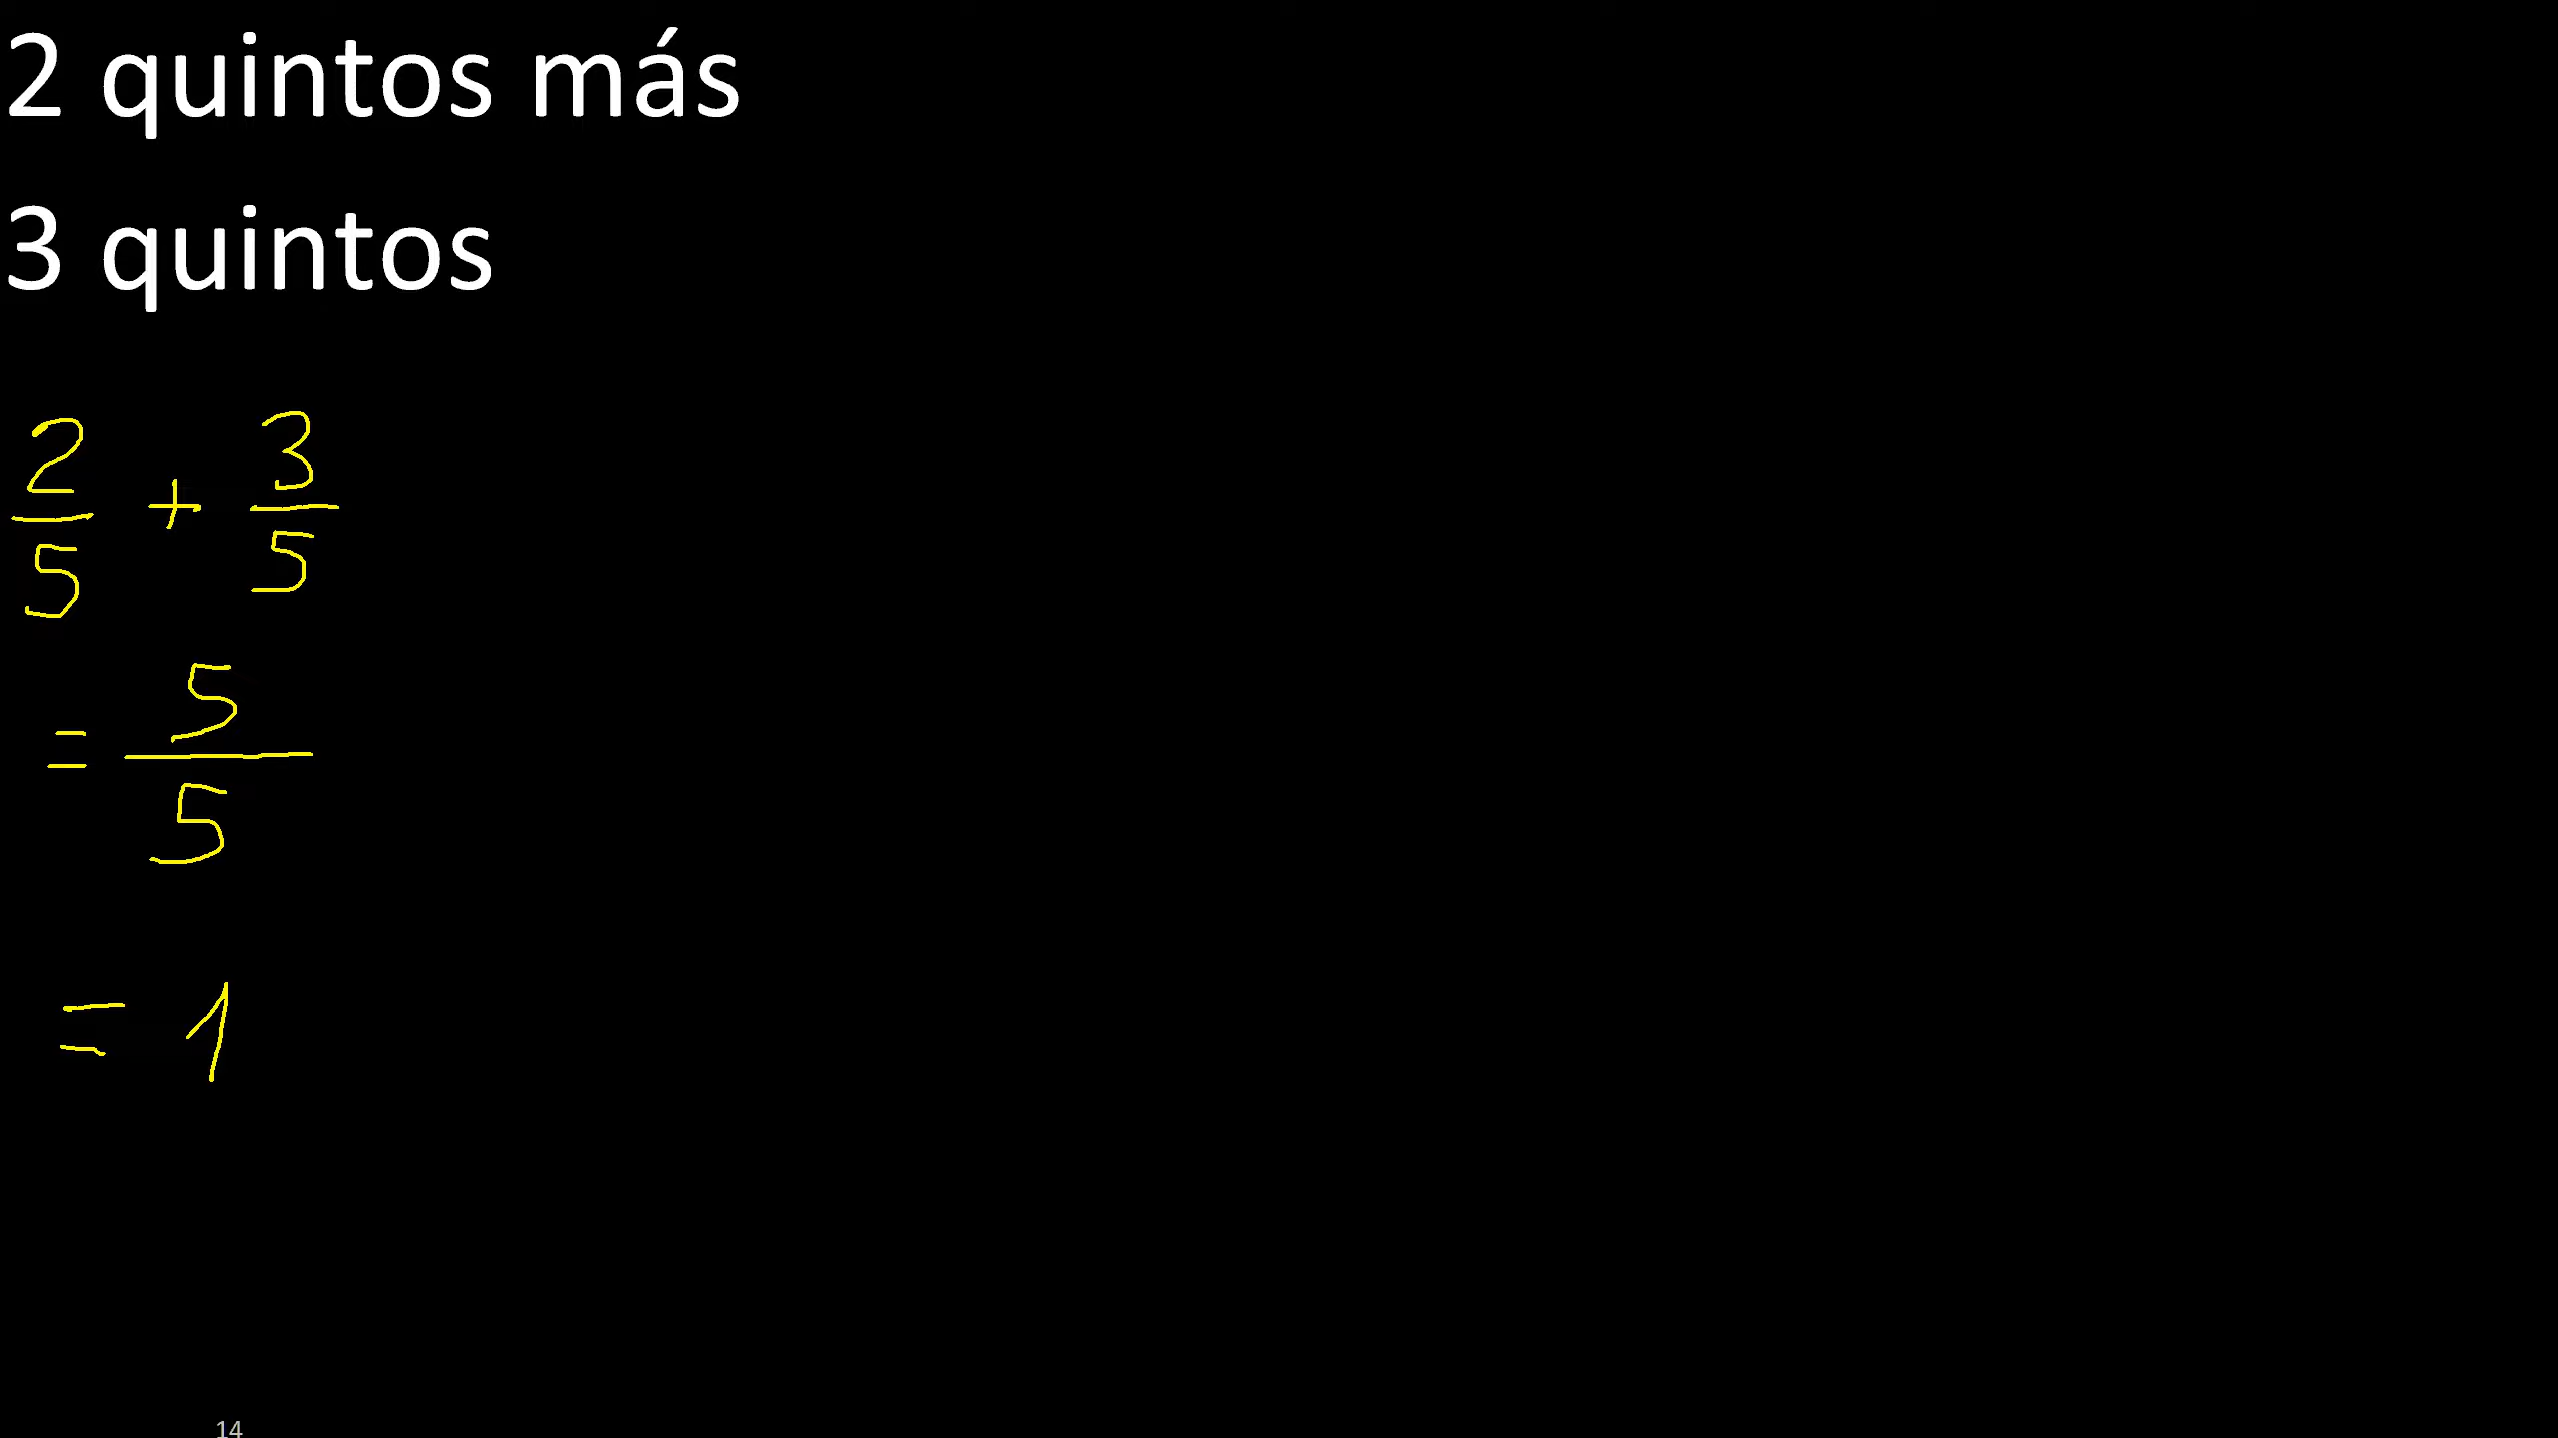 2 quintos más
3 quintos
2/5 + 3/5
= 5/5
= 1
14